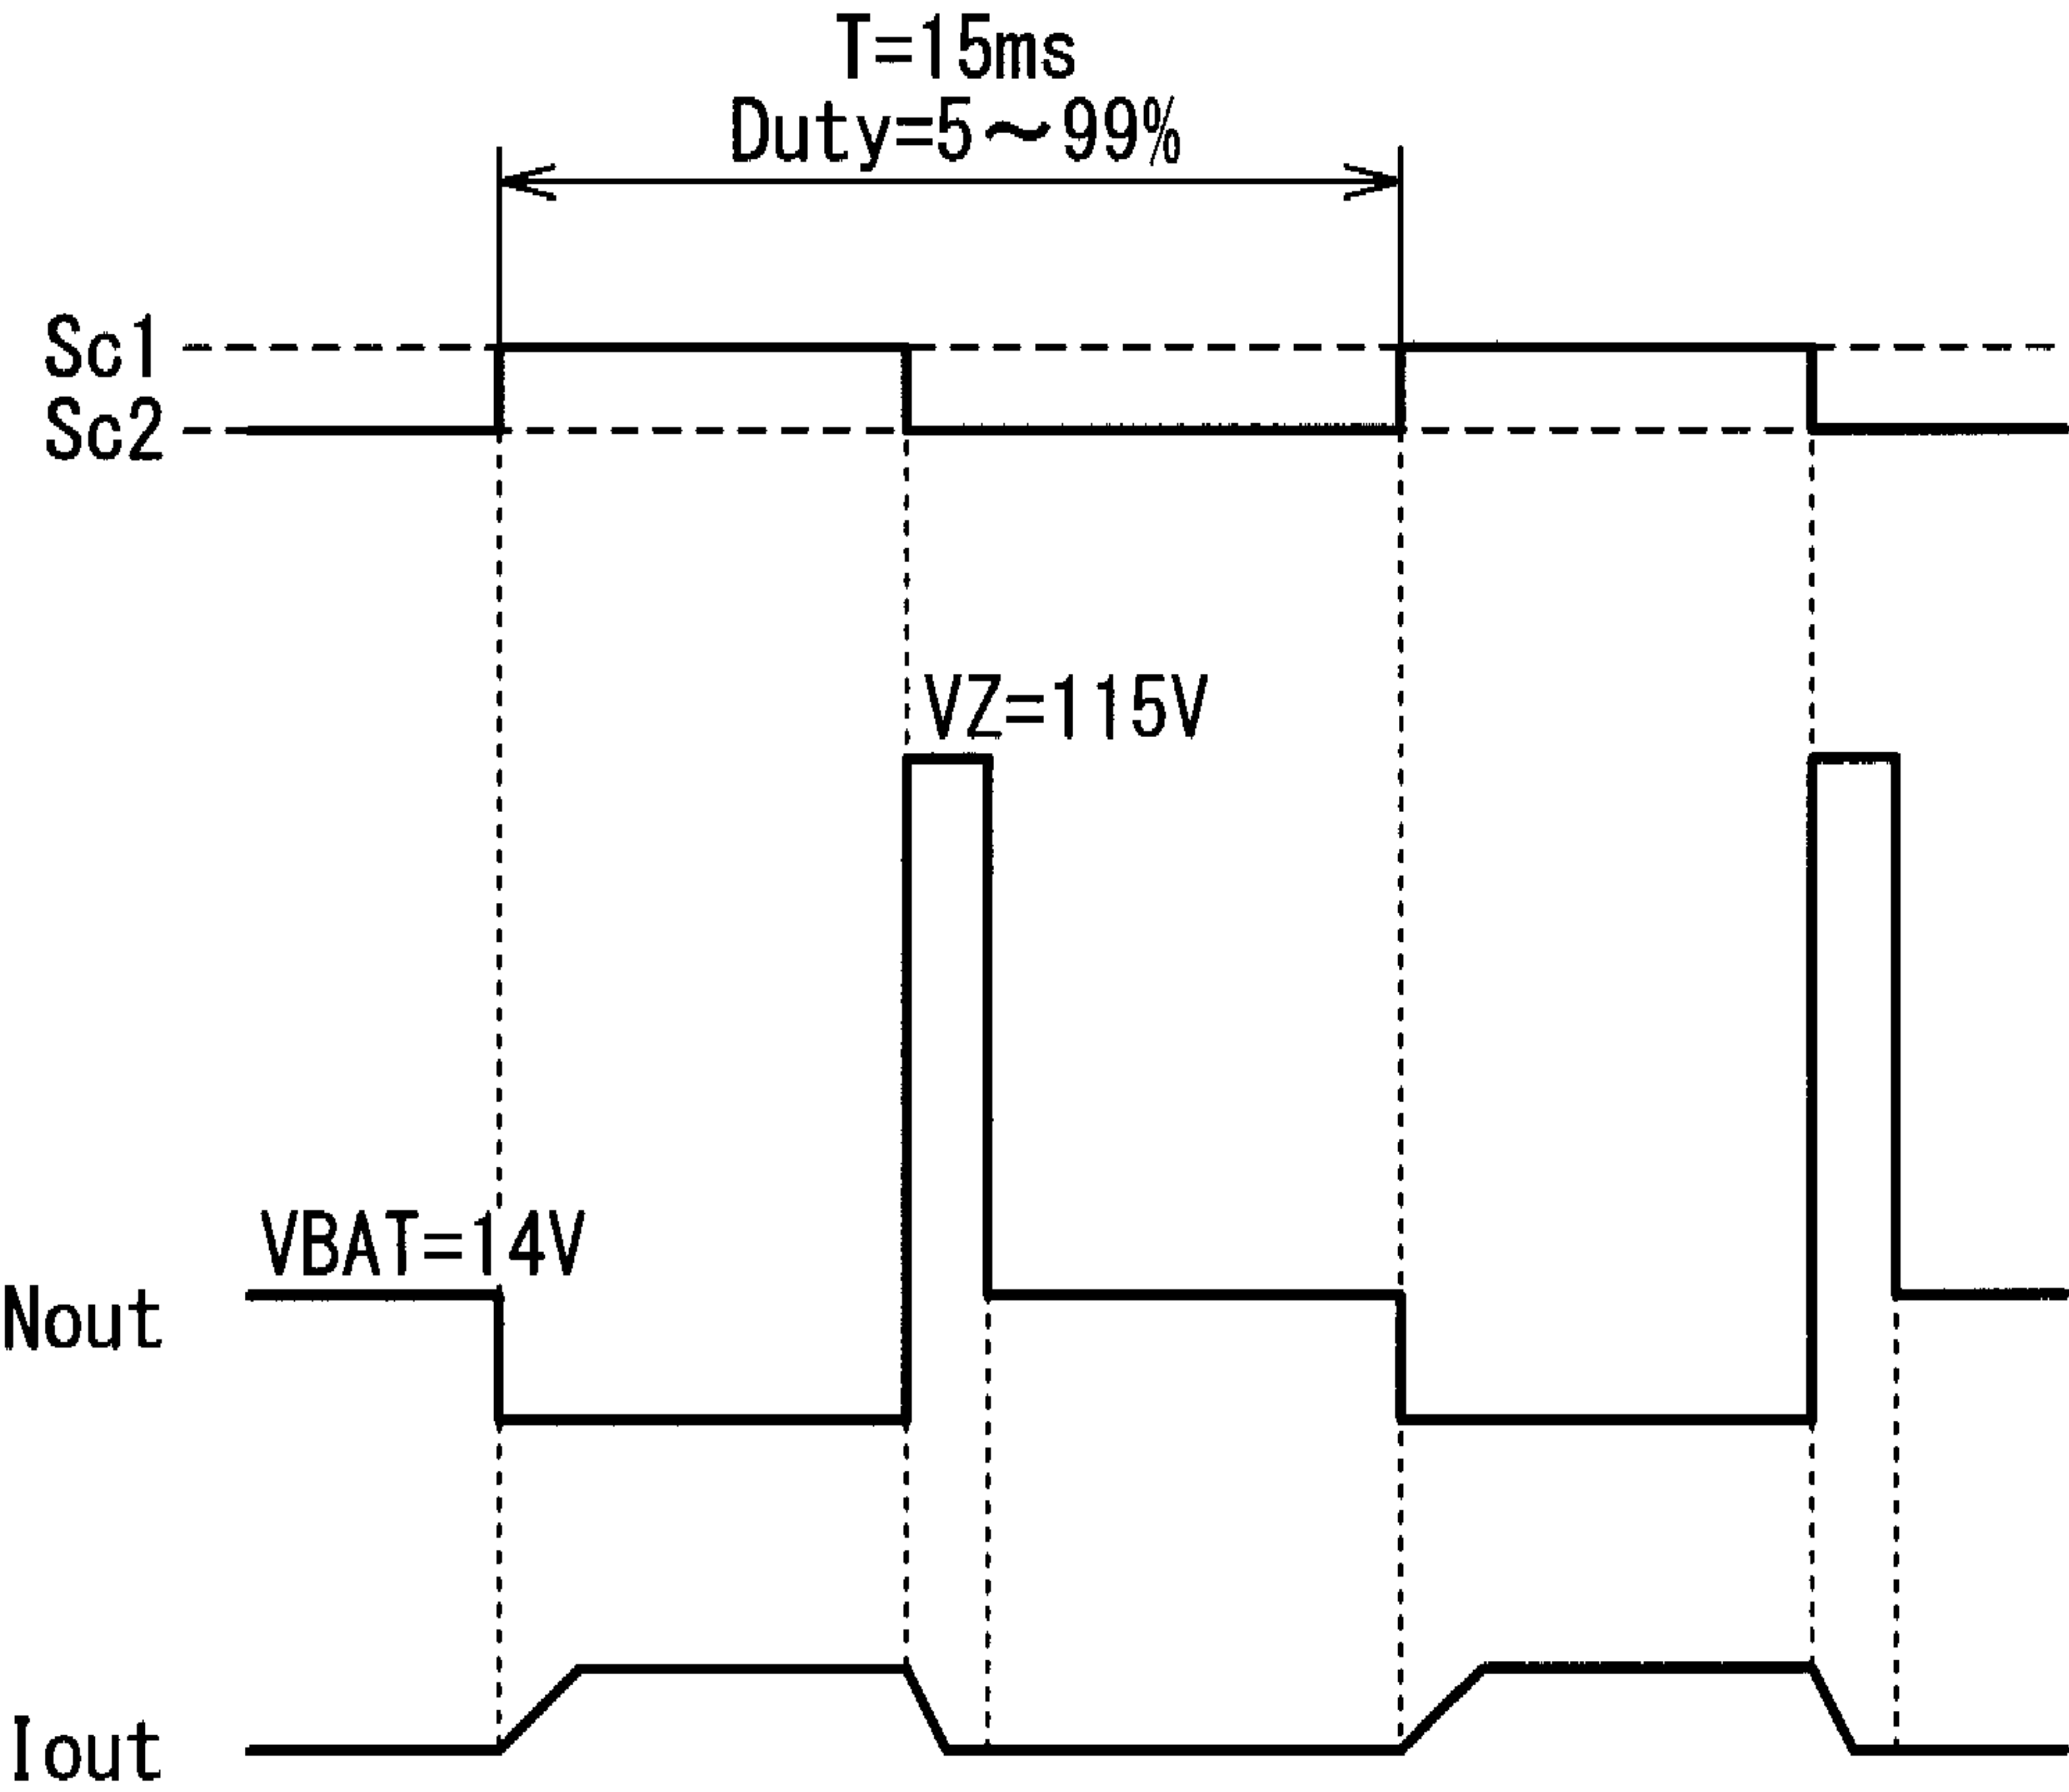 T=15ms
Duty=5～99%
Sc1
Sc2
VZ=115V
VBAT=14V
Nout
Iout